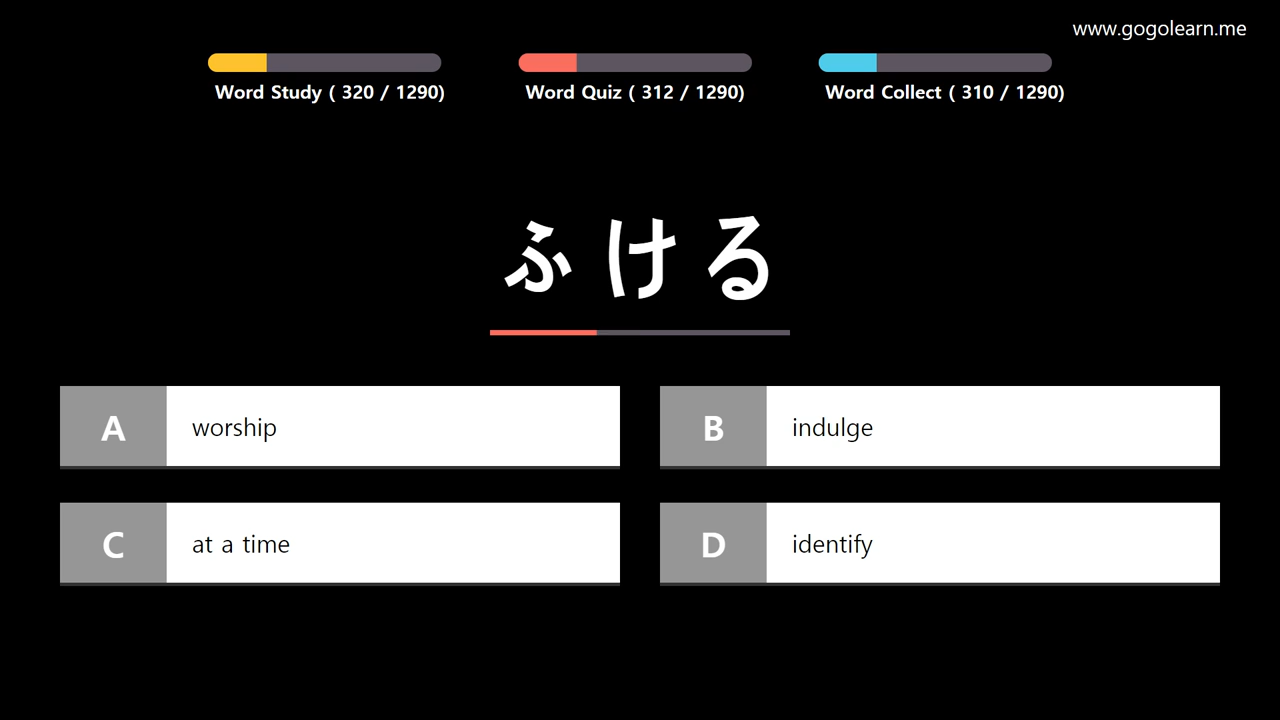 www.gogolearn.me
Word Study ( 320 / 1290)
Word Quiz ( 312 / 1290)
Word Collect ( 310 / 1290)
ふける
A worship
B indulge
C at a time
D identify